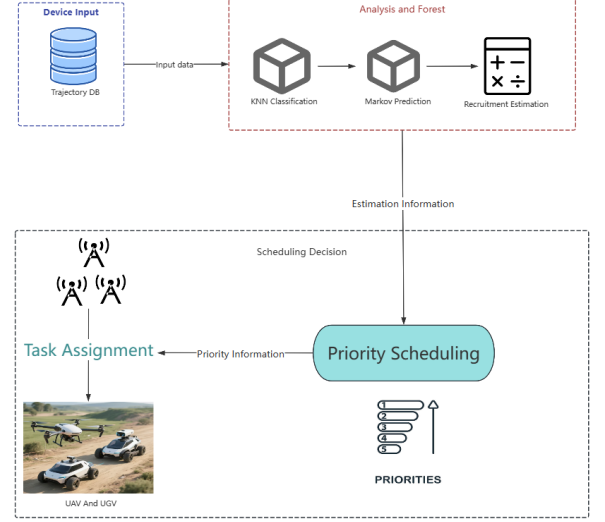 Device Input
Trajectory DB
Input data
Analysis and Forest
KNN Classification
Markov Prediction
Recruitment Estimation
Estimation Information
Scheduling Decision
Task Assignment
Priority Information
Priority Scheduling
1
2
3
4
5
PRIORITIES
UAV And UGV